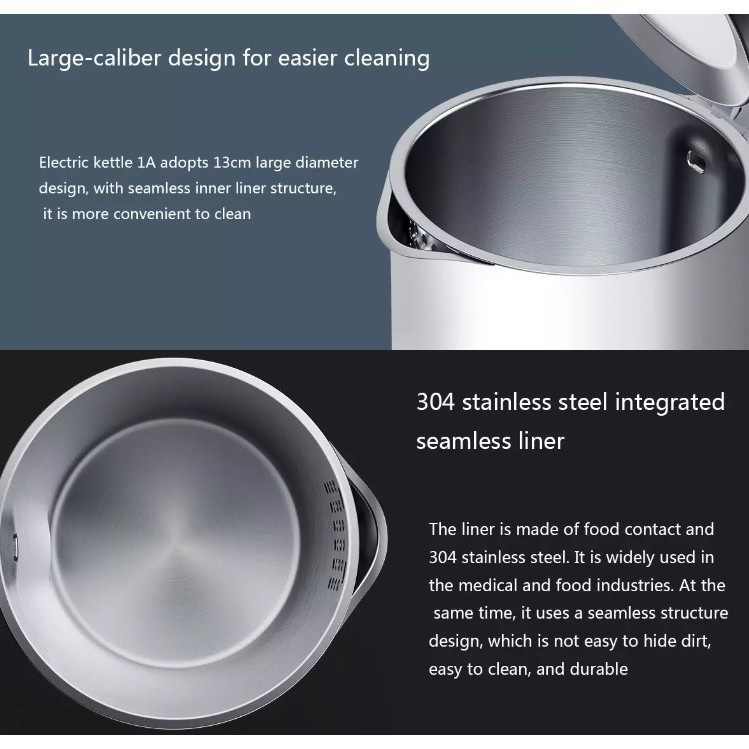 Large-caliber design for easier cleaning
Electric kettle 1A adopts 13cm large diameter
design, with seamless inner liner structure,
it is more convenient to clean
304 stainless steel integrated
seamless liner
The liner is made of food contact and
304 stainless steel. It is widely used in
the medical and food industries. At the
same time, it uses a seamless structure
design, which is not easy to hide dirt,
easy to clean, and durable